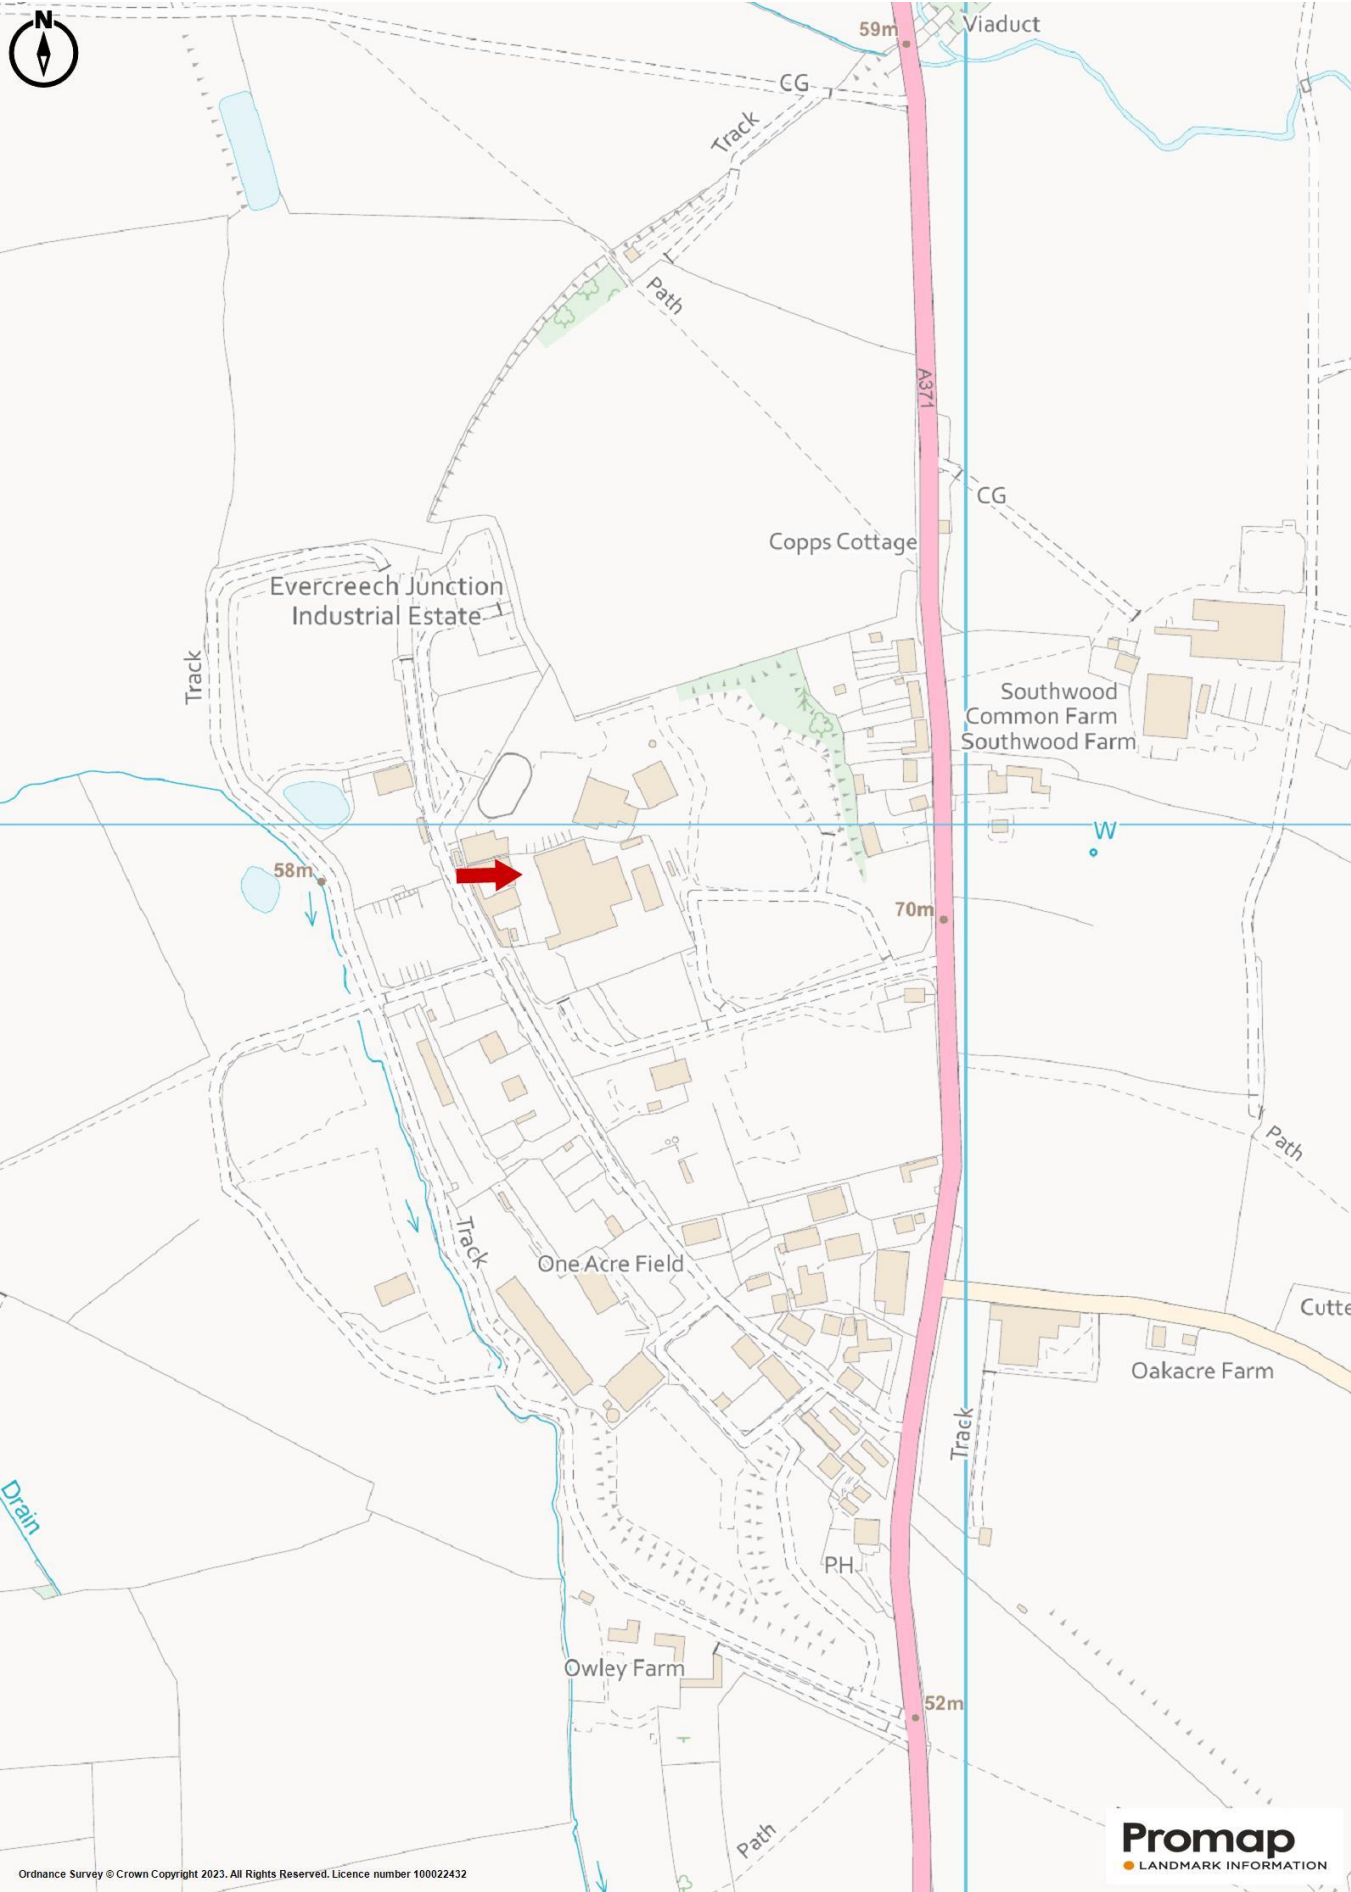 N
59m
Viaduct
CG
Track
Path
A371
CG
Copps Cottage
Evercreech Junction
Industrial Estate
Track
Southwood
Common Farm
Southwood Farm
W
58m
70m
Path
Track
One Acre Field
Cutte
Oakacre Farm
Track
Drain
PH
Owley Farm
52m
Path
Promap
LANDMARK INFORMATION
Ordnance Survey © Crown Copyright 2023. All Rights Reserved. Licence number 100022432